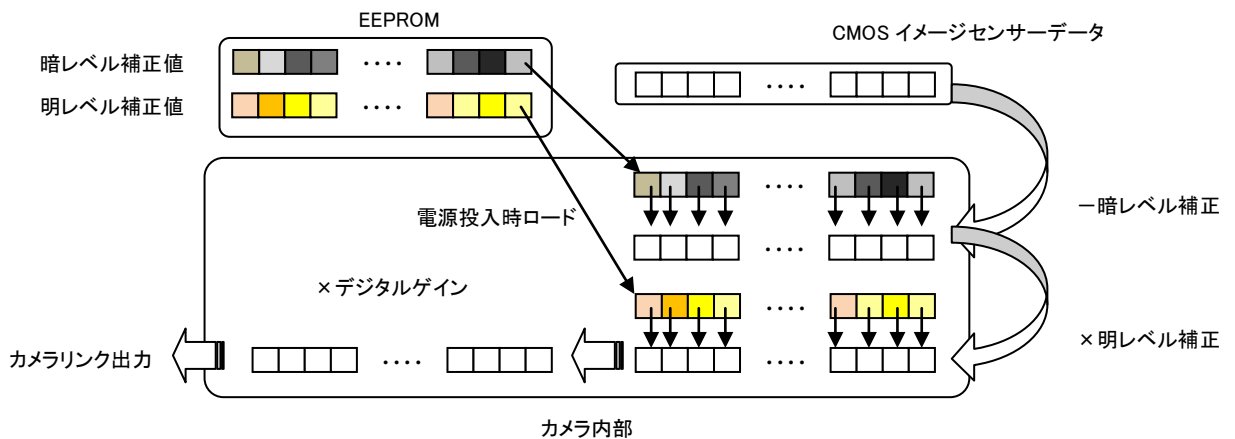 EEPROM
CMOS イメージセンサーデータ
暗レベル補正値
････
････
明レベル補正値
････
････
－暗レベル補正
電源投入時ロード
････
×デジタルゲイン
････
×明レベル補正
カメラリンク出力
････
････
カメラ内部